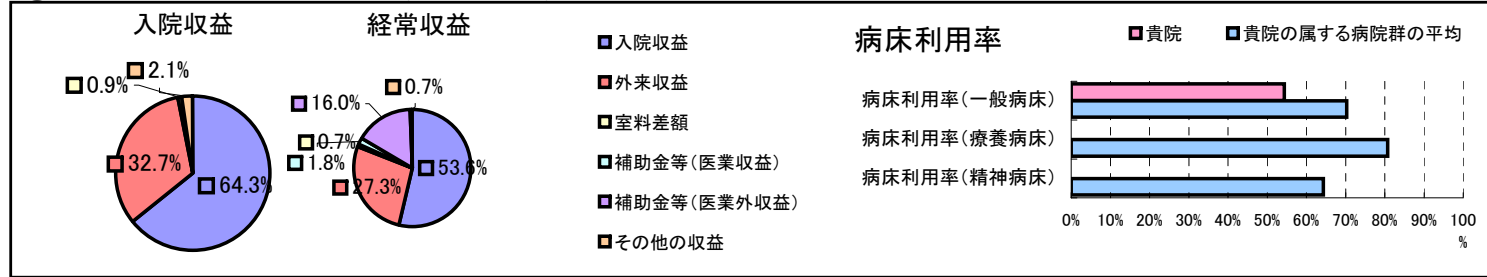 入院収益
2.1%
0.9%
32.7%
64.3%
経常収益
0.7%
16.0%
0.7%
1.8%
27.3%
53.6%
入院収益
外来収益
室料差額
補助金等(医業収益)
補助金等(医業外収益)
その他の収益
病床利用率
貴院
貴院の属する病院群の平均
病床利用率(一般病床)
病床利用率(療養病床)
病床利用率(精神病床)
0% 10% 20% 30% 40% 50% 60% 70% 80% 90% 100
%